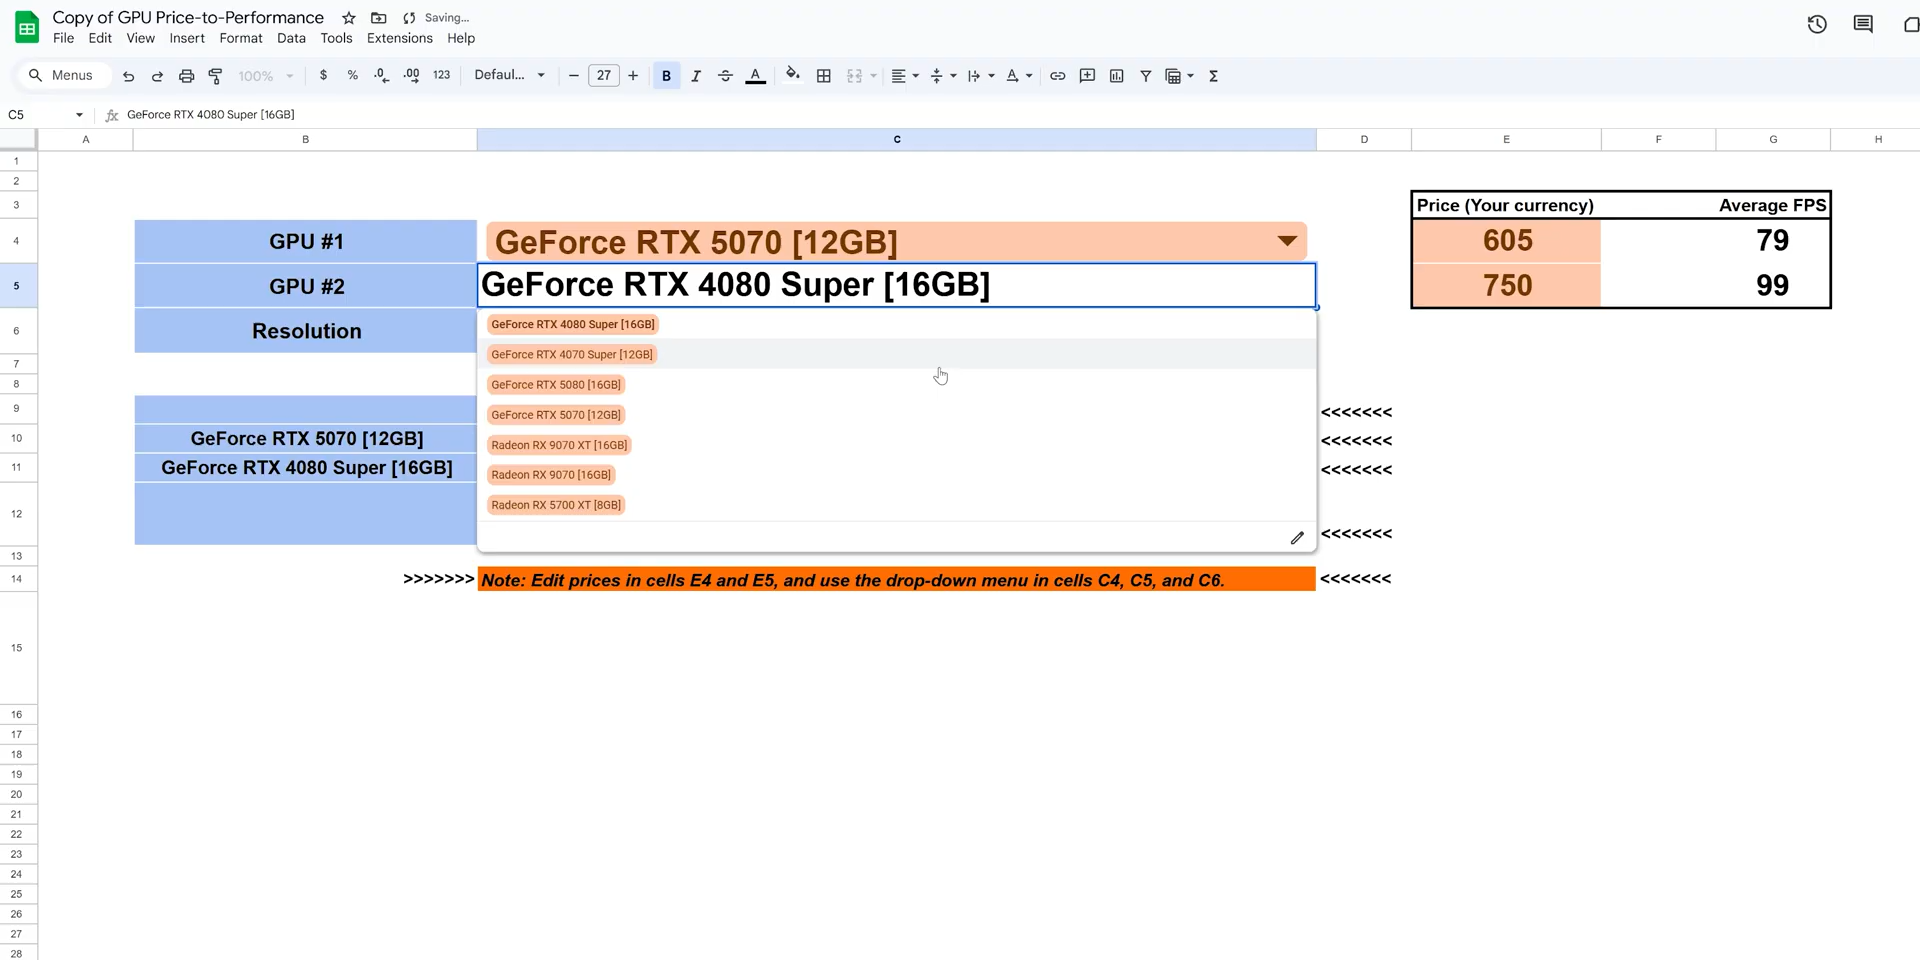 Copy of GPU Price-to-Performance Saving...
File Edit View Insert Format Data Tools Extensions Help
Menus 100% $ % .0 .00 123 Defaul... − 27 + B I S A Σ
C5 fx GeForce RTX 4080 Super [16GB]
A B C D E F G H
1
2
3 Price (Your currency) Average FPS
4 GPU #1 GeForce RTX 5070 [12GB] 605 79
5 GPU #2 GeForce RTX 4080 Super [16GB] 750 99
6 Resolution GeForce RTX 4080 Super [16GB]
GeForce RTX 4070 Super [12GB]
7
8 GeForce RTX 5080 [16GB]
9 GeForce RTX 5070 [12GB] <<<<<<<
10 GeForce RTX 5070 [12GB] Radeon RX 9070 XT [16GB] <<<<<<<
11 GeForce RTX 4080 Super [16GB] Radeon RX 9070 [16GB] <<<<<<<
12 Radeon RX 5700 XT [8GB] <<<<<<<
13
14 >>>>>>> Note: Edit prices in cells E4 and E5, and use the drop-down menu in cells C4, C5, and C6. <<<<<<<
15
16
17
18
19
20
21
22
23
24
25
26
27
28